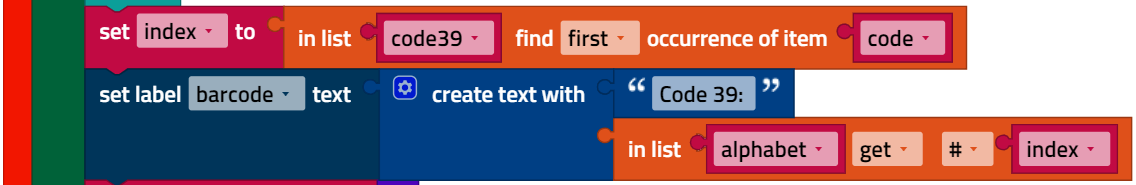 set index to in list code39 find first occurrence of item code
set label barcode text create text with “ Code 39: ”
in list alphabet get # index